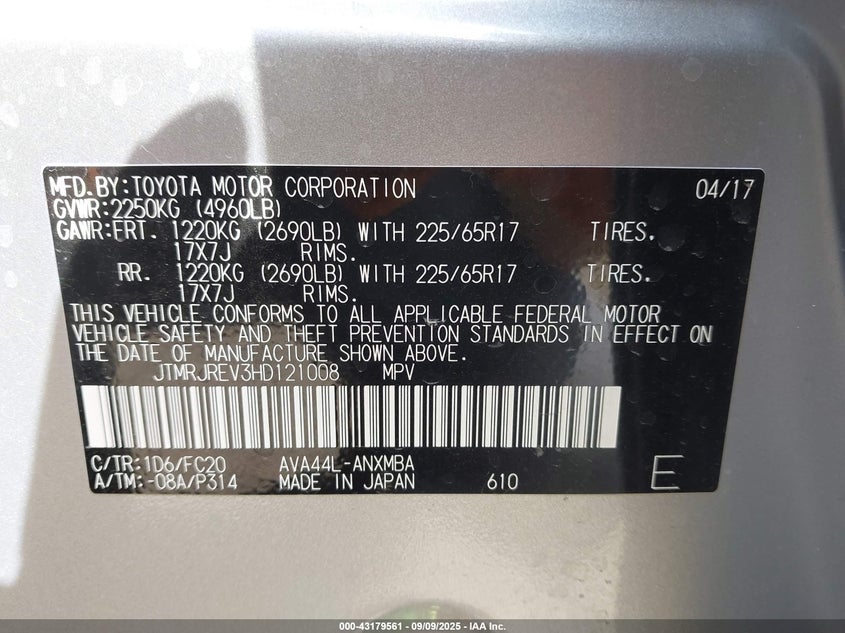 MFD.BY:TOYOTA MOTOR CORPORATION 04/17
GVWR:2250KG (4960LB)
GAWR:FRT. 1220KG (2690LB) WITH 225/65R17 TIRES.
17X7J RIMS.
RR. 1220KG (2690LB) WITH 225/65R17 TIRES.
17X7J RIMS.
THIS VEHICLE CONFORMS TO ALL APPLICABLE FEDERAL MOTOR
VEHICLE SAFETY AND THEFT PREVENTION STANDARDS IN EFFECT ON
THE DATE OF MANUFACTURE SHOWN ABOVE.
JTMRJREV3HD121008 MPV
C/TR:1D6/FC20 AVA44L-ANXMBA
A/TM:-08A/P314 MADE IN JAPAN 610 E
000-43179561 - 09/09/2025 - IAA Inc.